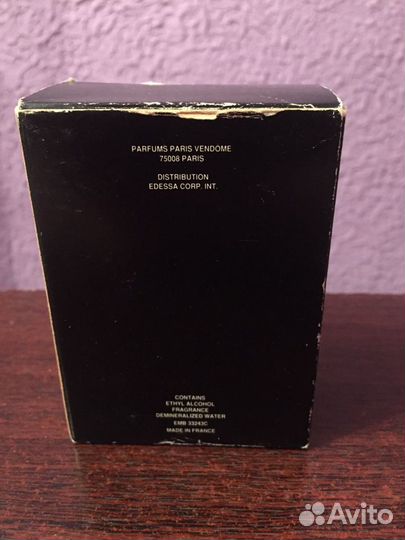 PARFUMS PARIS VENDOME
75008 PARIS
DISTRIBUTION
EDESSA CORP. INT.
CONTAINS
ETHYL ALCOHOL
FRAGRANCE
DEMINERALIZED WATER
EMB 33243C
MADE IN FRANCE
Avito